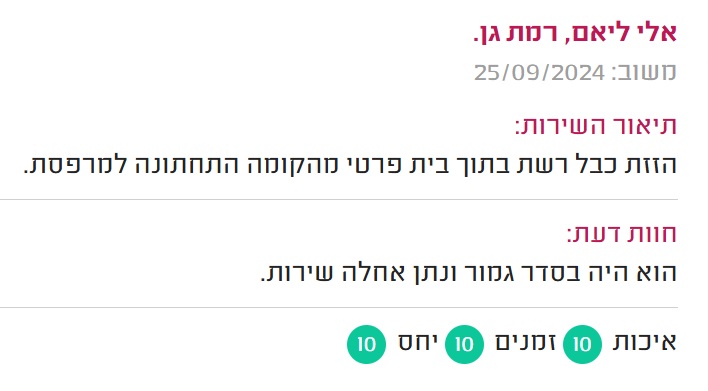 אלי ליאם, רמת גן.
משוב: 25/09/2024
תיאור השירות:
הזזת כבל רשת בתוך בית פרטי מהקומה התחתונה למרפסת.
חוות דעת:
הוא היה בסדר גמור ונתן אחלה שירות.
איכות 10 זמנים 10 יחס 10